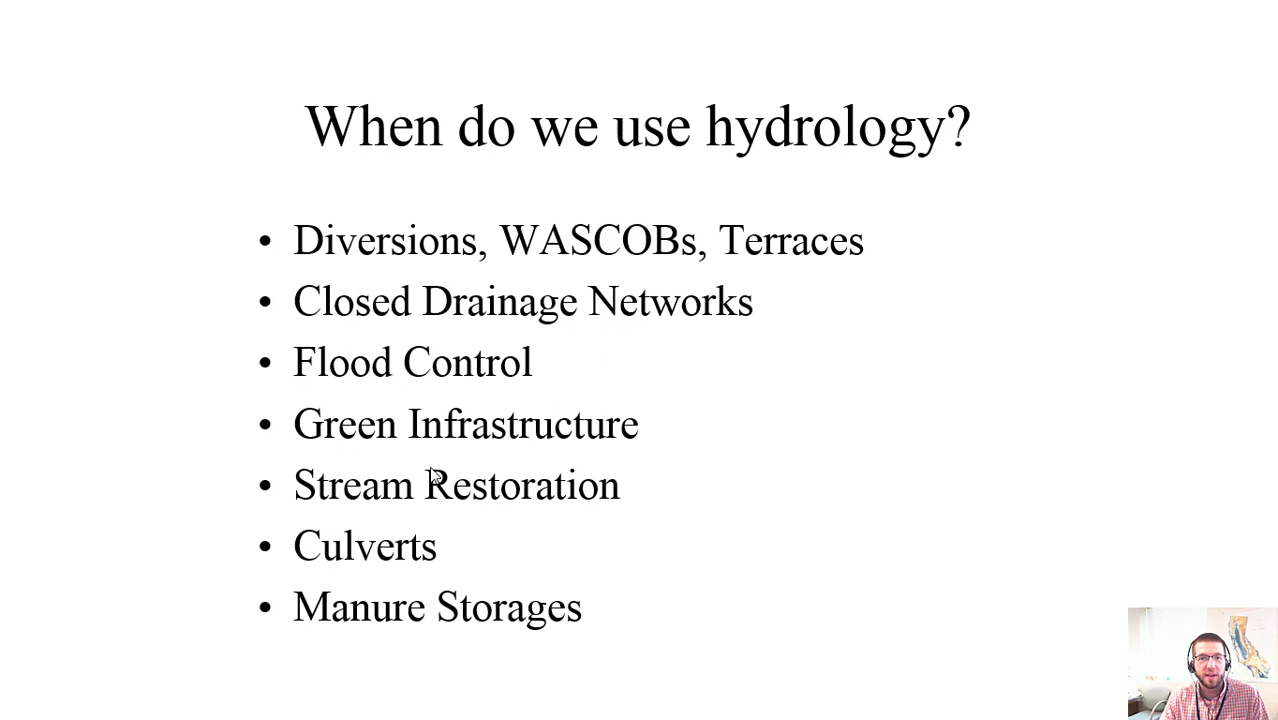 When do we use hydrology?
• Diversions, WASCOBs, Terraces
• Closed Drainage Networks
• Flood Control
• Green Infrastructure
• Stream Restoration
• Culverts
• Manure Storages